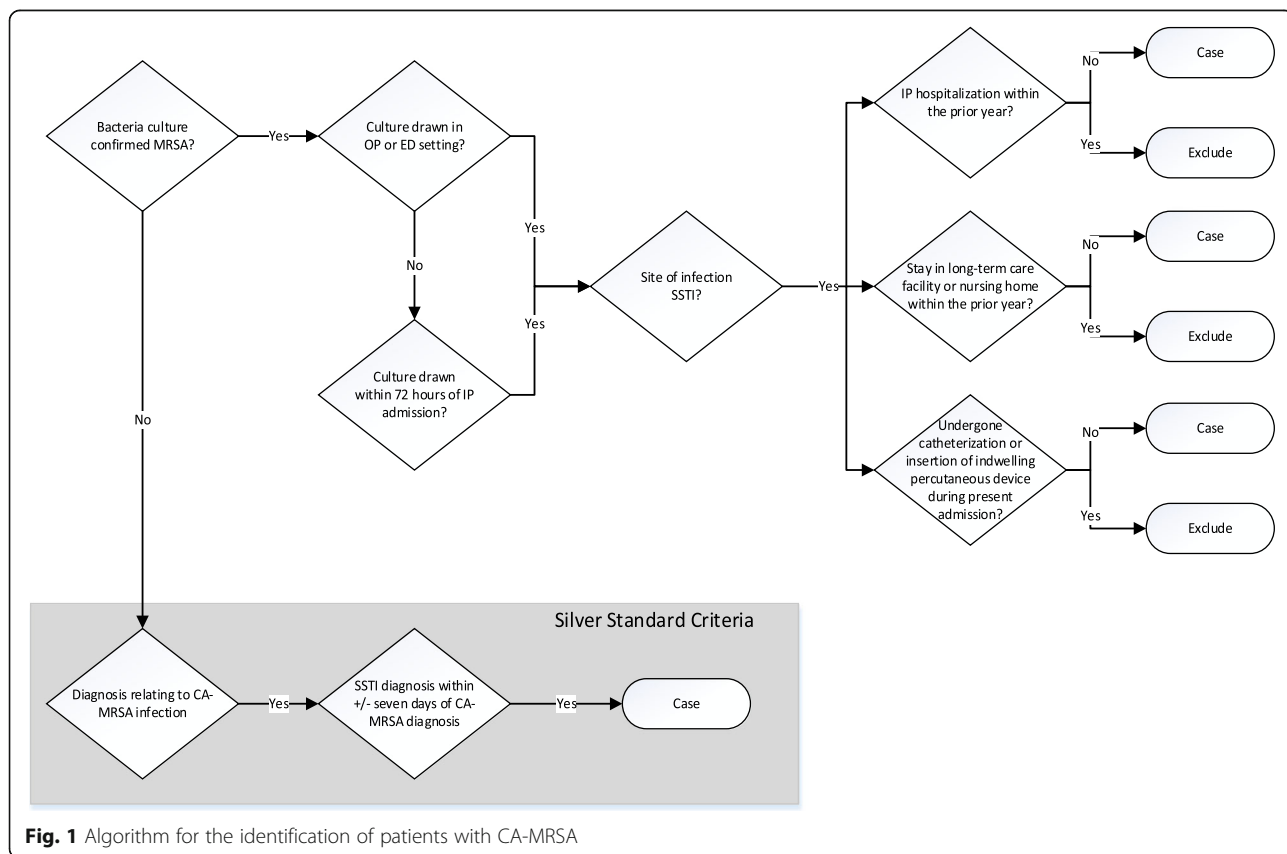 Bacteria culture
confirmed MRSA?
Yes
Culture drawn in
OP or ED setting?
Yes
No
Culture drawn
within 72 hours of IP
admission?
Yes
Site of infection
SSTI?
Yes
IP hospitalization within
the prior year?
No
Case
Yes
Exclude
Stay in long-term care
facility or nursing home
within the prior year?
No
Case
Yes
Exclude
Undergone
catheterization or
insertion of indwelling
percutaneous device
during present
admission?
No
Case
Yes
Exclude
No
Silver Standard Criteria
Diagnosis relating to CA-
MRSA infection
Yes
SSTI diagnosis within
+/- seven days of CA-
MRSA diagnosis
Yes
Case
Fig. 1 Algorithm for the identification of patients with CA-MRSA